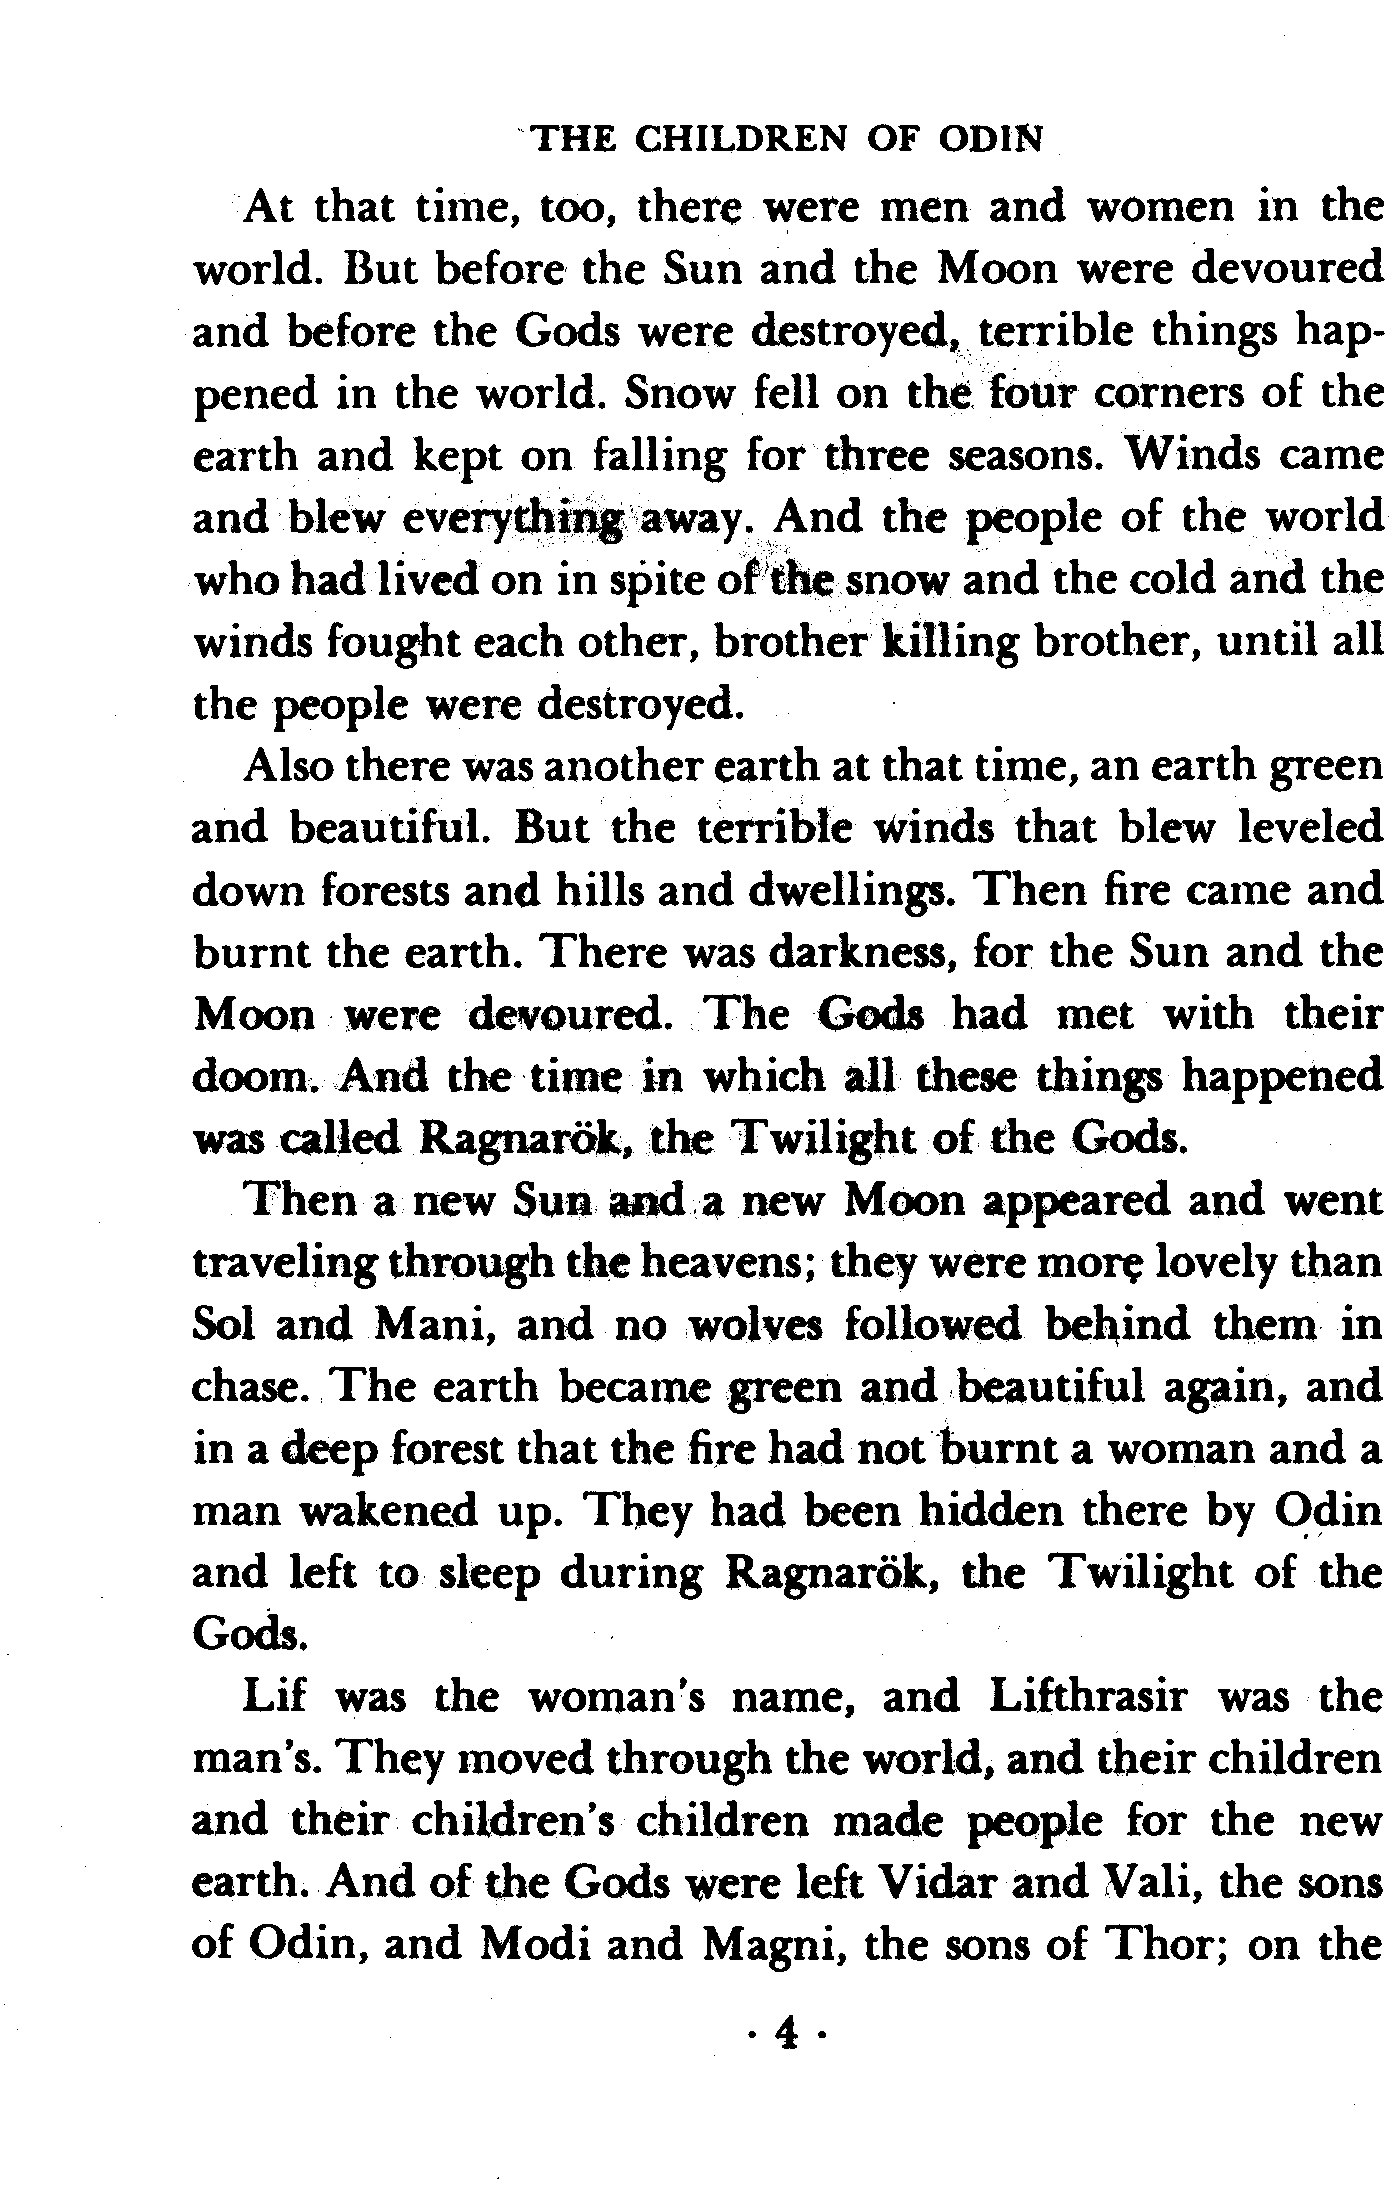 THE CHILDREN OF ODIN
At that time, too, there were men and women in the
world. But before the Sun and the Moon were devoured
and before the Gods were destroyed, terrible things hap-
pened in the world. Snow fell on the four corners of the
earth and kept on falling for three seasons. Winds came
and blew everything away. And the people of the world
who had lived on in spite of the snow and the cold and the
winds fought each other, brother killing brother, until all
the people were destroyed.
Also there was another earth at that time, an earth green
and beautiful. But the terrible winds that blew leveled
down forests and hills and dwellings. Then fire came and
burnt the earth. There was darkness, for the Sun and the
Moon were devoured. The Gods had met with their
doom. And the time in which all these things happened
was called Ragnarök, the Twilight of the Gods.
Then a new Sun and a new Moon appeared and went
traveling through the heavens; they were more lovely than
Sol and Mani, and no wolves followed behind them in
chase. The earth became green and beautiful again, and
in a deep forest that the fire had not burnt a woman and a
man wakened up. They had been hidden there by Odin
and left to sleep during Ragnarök, the Twilight of the
Gods.
Lif was the woman's name, and Lifthrasir was the
man's. They moved through the world, and their children
and their children's children made people for the new
earth. And of the Gods were left Vidar and Vali, the sons
of Odin, and Modi and Magni, the sons of Thor; on the
· 4 ·